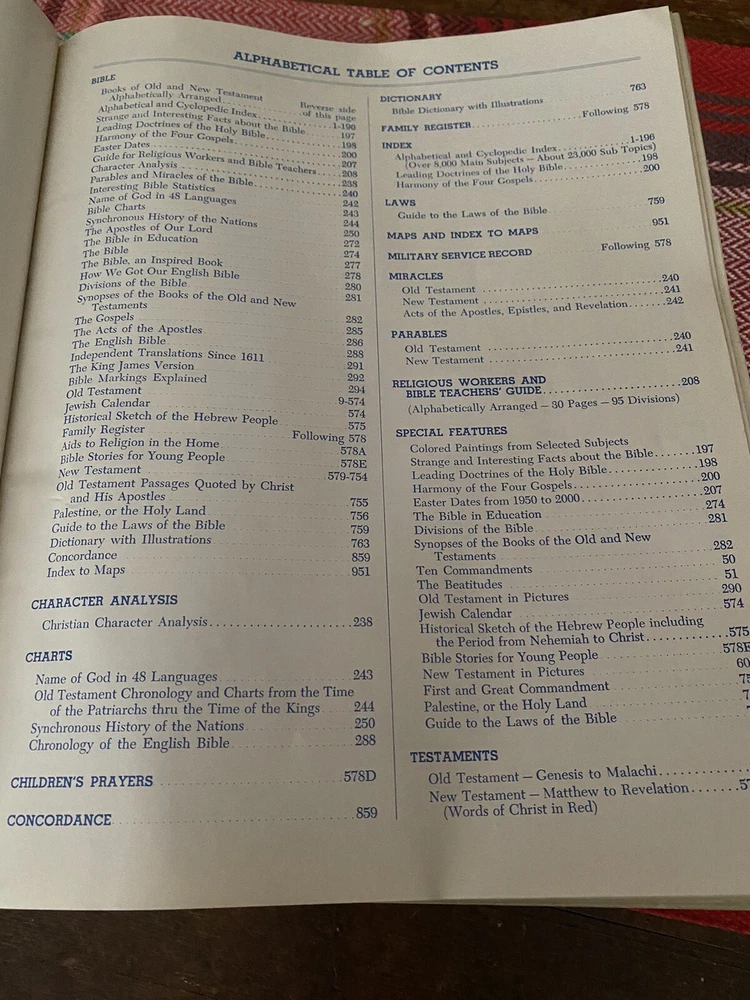 ALPHABETICAL TABLE OF CONTENTS
BIBLE
Books of Old and New Testament
Alphabetically Arranged Reverse side of this page
Alphabetical and Cyclopedic Index 1-196
Strange and Interesting Facts about the Bible 197
Leading Doctrines of the Holy Bible 198
Harmony of the Four Gospels 200
Easter Dates 207
Guide for Religious Workers and Bible Teachers 208
Character Analysis 238
Parables and Miracles of the Bible 240
Interesting Bible Statistics 242
Name of God in 48 Languages 243
Bible Charts 244
Synchronous History of the Nations 250
The Apostles of Our Lord 272
The Bible in Education 274
The Bible 277
The Bible, an Inspired Book 278
How We Got Our English Bible 280
Divisions of the Bible 281
Synopses of the Books of the Old and New
Testaments 282
The Gospels 285
The Acts of the Apostles 286
The English Bible 288
Independent Translations Since 1611 291
The King James Version 292
Bible Markings Explained 294
Old Testament 9-574
Jewish Calendar 574
Historical Sketch of the Hebrew People 575
Family Register Following 578
Aids to Religion in the Home 578A
Bible Stories for Young People 578E
New Testament 579-754
Old Testament Passages Quoted by Christ
and His Apostles 755
Palestine, or the Holy Land 756
Guide to the Laws of the Bible 759
Dictionary with Illustrations 763
Concordance 859
Index to Maps 951
CHARACTER ANALYSIS
Christian Character Analysis 238
CHARTS
Name of God in 48 Languages 243
Old Testament Chronology and Charts from the Time
of the Patriarchs thru the Time of the Kings 244
Synchronous History of the Nations 250
Chronology of the English Bible 288
CHILDREN'S PRAYERS 578D
CONCORDANCE 859
DICTIONARY
Bible Dictionary with Illustrations 763
FAMILY REGISTER Following 578
INDEX
Alphabetical and Cyclopedic Index 1-196
(Over 8,000 Main Subjects — About 23,000 Sub Topics)
Leading Doctrines of the Holy Bible 198
Harmony of the Four Gospels 200
LAWS
Guide to the Laws of the Bible 759
MAPS AND INDEX TO MAPS 951
MILITARY SERVICE RECORD Following 578
MIRACLES
Old Testament 240
New Testament 241
Acts of the Apostles, Epistles, and Revelation 242
PARABLES
Old Testament 240
New Testament 241
RELIGIOUS WORKERS AND
BIBLE TEACHERS' GUIDE 208
(Alphabetically Arranged — 30 Pages — 95 Divisions)
SPECIAL FEATURES
Colored Paintings from Selected Subjects
Strange and Interesting Facts about the Bible 197
Leading Doctrines of the Holy Bible 198
Harmony of the Four Gospels 200
Easter Dates from 1950 to 2000 207
The Bible in Education 274
Divisions of the Bible 281
Synopses of the Books of the Old and New
Testaments 282
Ten Commandments 50
The Beatitudes 51
Old Testament in Pictures 290
Jewish Calendar 574
Historical Sketch of the Hebrew People including
the Period from Nehemiah to Christ 575
Bible Stories for Young People 578E
New Testament in Pictures
First and Great Commandment
Palestine, or the Holy Land
Guide to the Laws of the Bible
TESTAMENTS
Old Testament — Genesis to Malachi
New Testament — Matthew to Revelation
(Words of Christ in Red)